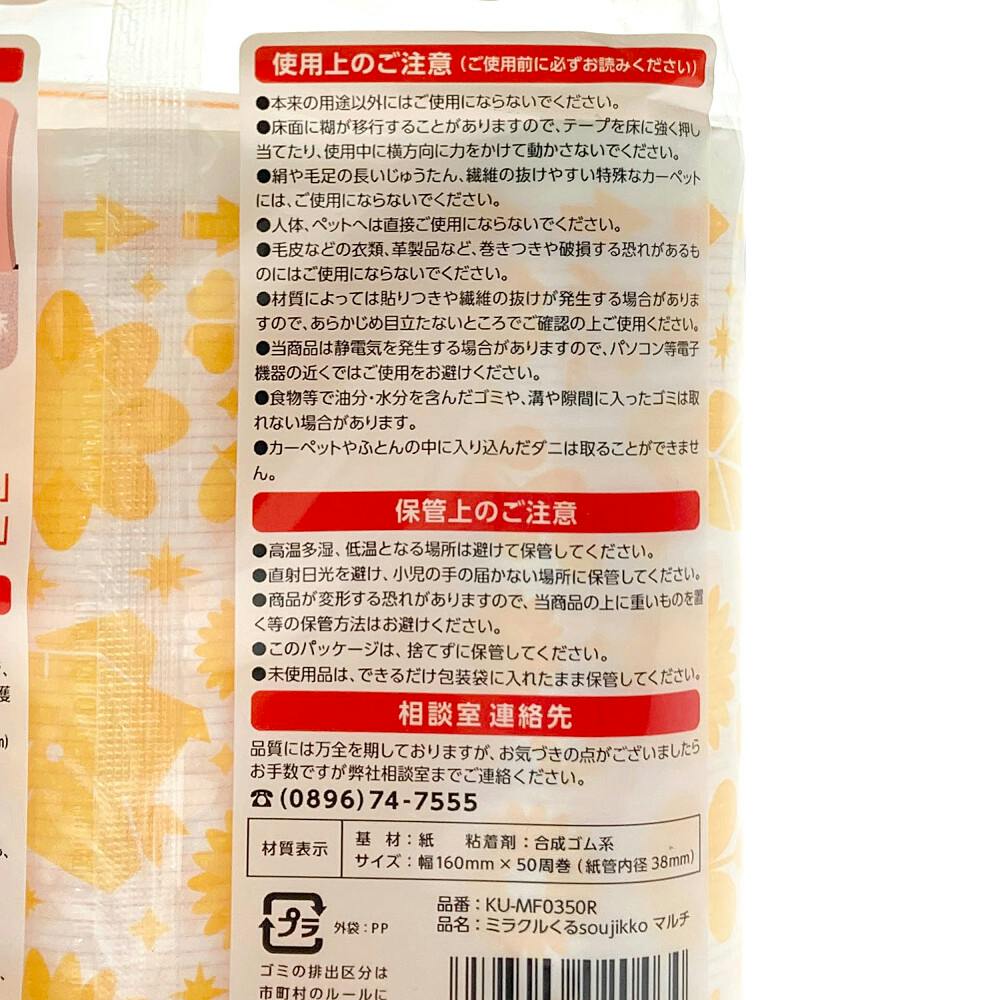 使用上のご注意(ご使用前に必ずお読みください)
●本来の用途以外にはご使用にならないでください。
●床面に糊が移行することがありますので、テープを床に強く押し
当てたり、使用中に横方向に力をかけて動かさないでください。
●絹や毛足の長いじゅうたん、繊維の抜けやすい特殊なカーペット
には、ご使用にならないでください。
●人体、ペットへは直接ご使用にならないでください。
●毛皮などの衣類、革製品など、巻きつきや破損する恐れがあるも
のにはご使用にならないでください。
●材質によっては貼りつきや繊維の抜けが発生する場合がありま
すので、あらかじめ目立たないところでご確認の上ご使用ください。
●当商品は静電気を発生する場合がありますので、パソコン等電子
機器の近くではご使用をお避けください。
●食物等で油分・水分を含んだゴミや、溝や隙間に入ったゴミは取
れない場合があります。
●カーペットやふとんの中に入り込んだダニは取ることができませ
ん。
保管上のご注意
●高温多湿、低温となる場所は避けて保管してください。
●直射日光を避け、小児の手の届かない場所に保管してください。
●商品が変形する恐れがありますので、当商品の上に重いものを置
く等の保管方法はお避けください。
●このパッケージは、捨てずに保管してください。
●未使用品は、できるだけ包装袋に入れたまま保管してください。
相談室 連絡先
品質には万全を期しておりますが、お気づきの点がございましたら
お手数ですが弊社相談室までご連絡ください。
☎(0896)74-7555
材質表示
基 材:紙 粘着剤:合成ゴム系
サイズ:幅160mm×50周巻(紙管内径38mm)
プラ
外袋:PP
品番:KU-MF0350R
品名:ミラクルくるsoujikko マルチ
ゴミの排出区分は
市町村のルールに